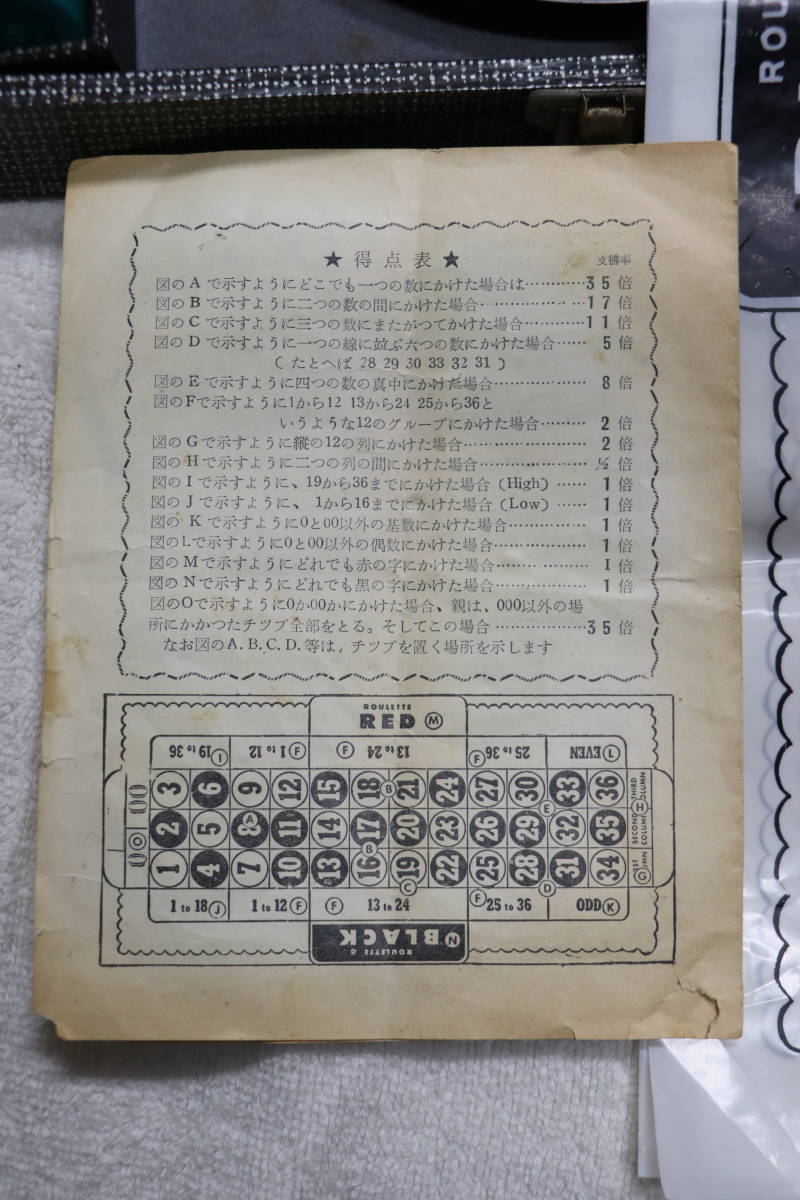 ROU
★ 得点表 ★
支拂率
図のAで示すようにどこでも一つの数にかけた場合は…………35倍
図のBで示すように二つの数の間にかけた場合………………17倍
図のCで示すように三つの数にまたがつてかけた場合…………11倍
図のDで示すように一つの線に並ぶ六つの数にかけた場合……5倍
(たとへば 28 29 30 33 32 31)
図のEで示すように四つの数の真中にかけた場合………………8倍
図のFで示すように1から12 13から24 25から36と
いうような12のグループにかけた場合………2倍
図のGで示すように縦の12の列にかけた場合…………………2倍
図のHで示すように二つの列の間にかけた場合………………½倍
図のIで示すように、19から36までにかけた場合(High)……1倍
図のJで示すように、1から16までにかけた場合(Low)……1倍
図のKで示すように0と00以外の基数にかけた場合……………1倍
図のLで示すように0と00以外の偶数にかけた場合………………1倍
図のMで示すようにどれでも赤の字にかけた場合………………1倍
図のNで示すようにどれでも黒の字にかけた場合………………1倍
図のOで示すように0か00かにかけた場合、親は、000以外の場
所にかかつたチツプ全部をとる。そしてこの場合………………35倍
なお図のA.B.C.D.等は,チツプを置く場所を示します
ROULETTE
RED M
19 to 36 I
1 to 12 F
F 13 to 24
25 to 36 F
EVEN L
00 3 6 9 12 15 18 B 21 24 27 30 33 36 THIRD COLUMN
O 2 5 8 A 11 14 17 20 23 26 29 E 32 35 H SECOND COLUMN
0 1 4 7 10 13 16 B 19 22 25 28 31 34 G
C D
1 to 18 J
1 to 12 F
F 13 to 24
F 25 to 36
ODD K
BLACK N
ROULETTE